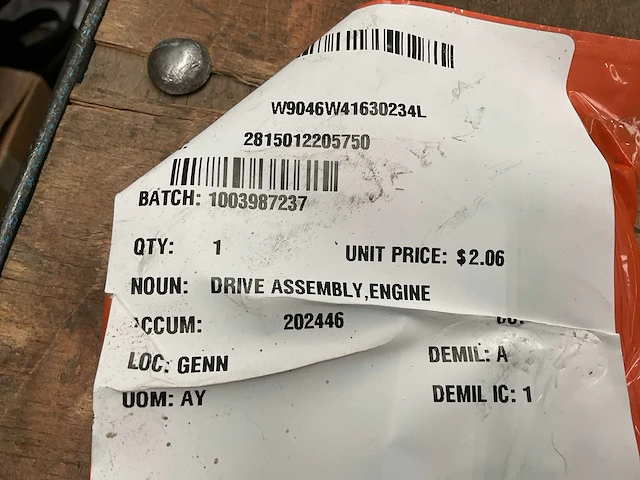 W9046W41630234L
2815012205750
BATCH: 1003987237
QTY: 1 UNIT PRICE: $2.06
NOUN: DRIVE ASSEMBLY,ENGINE
CCUM: 202446
LOC: GENN DEMIL: A
UOM: AY DEMIL IC: 1